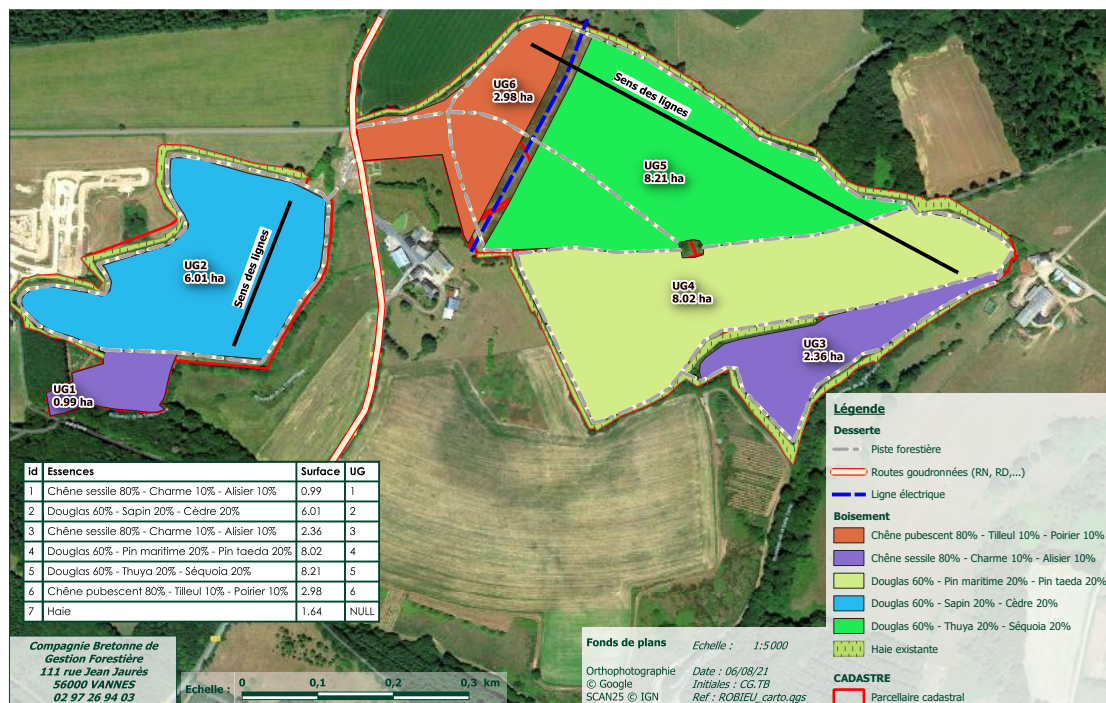 UG6
2.98 ha
Sens des lignes
UG5
8.21 ha
UG2
6.01 ha
Sens des lignes
UG4
8.02 ha
UG3
2.36 ha
UG1
0.99 ha
id Essences Surface UG
1 Chêne sessile 80% - Charme 10% - Alisier 10% 0.99 1
2 Douglas 60% - Sapin 20% - Cèdre 20% 6.01 2
3 Chêne sessile 80% - Charme 10% - Alisier 10% 2.36 3
4 Douglas 60% - Pin maritime 20% - Pin taeda 20% 8.02 4
5 Douglas 60% - Thuya 20% - Séquoia 20% 8.21 5
6 Chêne pubescent 80% - Tilleul 10% - Poirier 10% 2.98 6
7 Haie 1.64 NULL
Compagnie Bretonne de
Gestion Forestière
111 rue Jean Jaurès
56000 VANNES
02 97 26 94 03
Echelle :
0 0,1 0,2 0,3 km
Fonds de plans
Orthophotographie
© Google
SCAN25 © IGN
Echelle : 1:5 000
Date : 06/08/21
Initiales : CG.TB
Ref : ROBIEU_carto.qgs
Légende
Desserte
Piste forestière
Routes goudronnées (RN, RD,...)
Ligne électrique
Boisement
Chêne pubescent 80% - Tilleul 10% - Poirier 10%
Chêne sessile 80% - Charme 10% - Alisier 10%
Douglas 60% - Pin maritime 20% - Pin taeda 20%
Douglas 60% - Sapin 20% - Cèdre 20%
Douglas 60% - Thuya 20% - Séquoia 20%
Haie existante
CADASTRE
Parcellaire cadastral